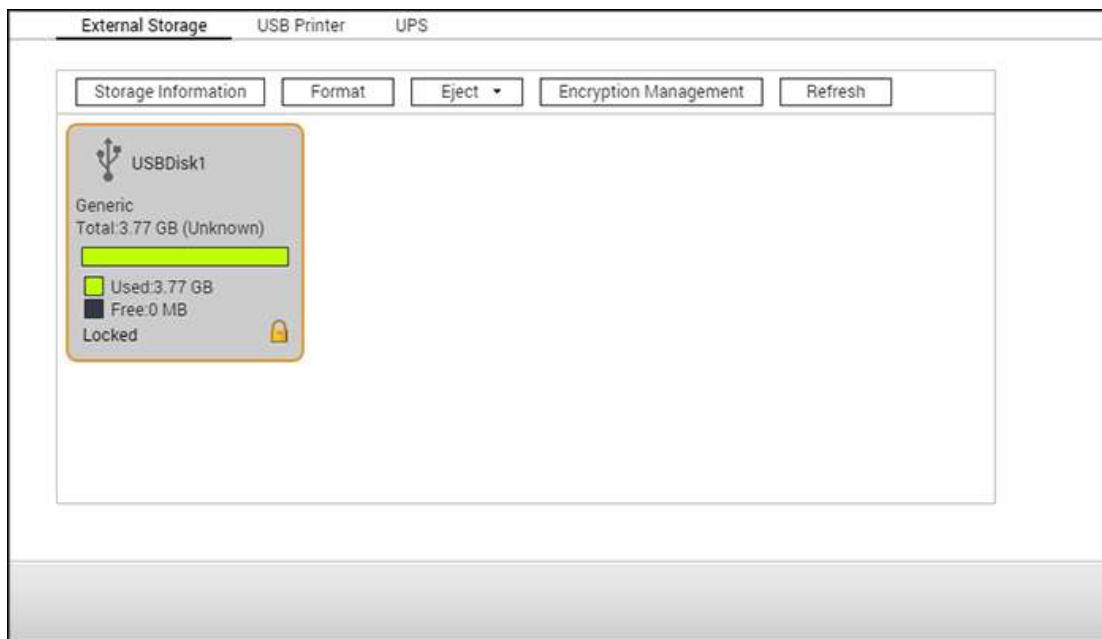 External Storage USB Printer UPS
Storage Information Format Eject Encryption Management Refresh
USBDisk1
Generic
Total:3.77 GB (Unknown)
Used:3.77 GB
Free:0 MB
Locked